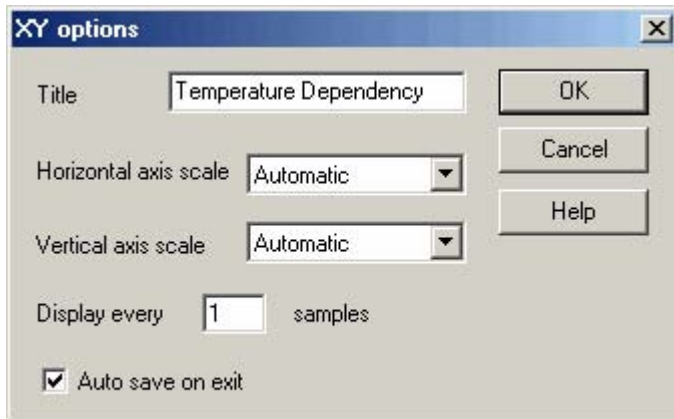 XY options
Title Temperature Dependency OK
Cancel
Horizontal axis scale Automatic
Help
Vertical axis scale Automatic
Display every 1 samples
Auto save on exit